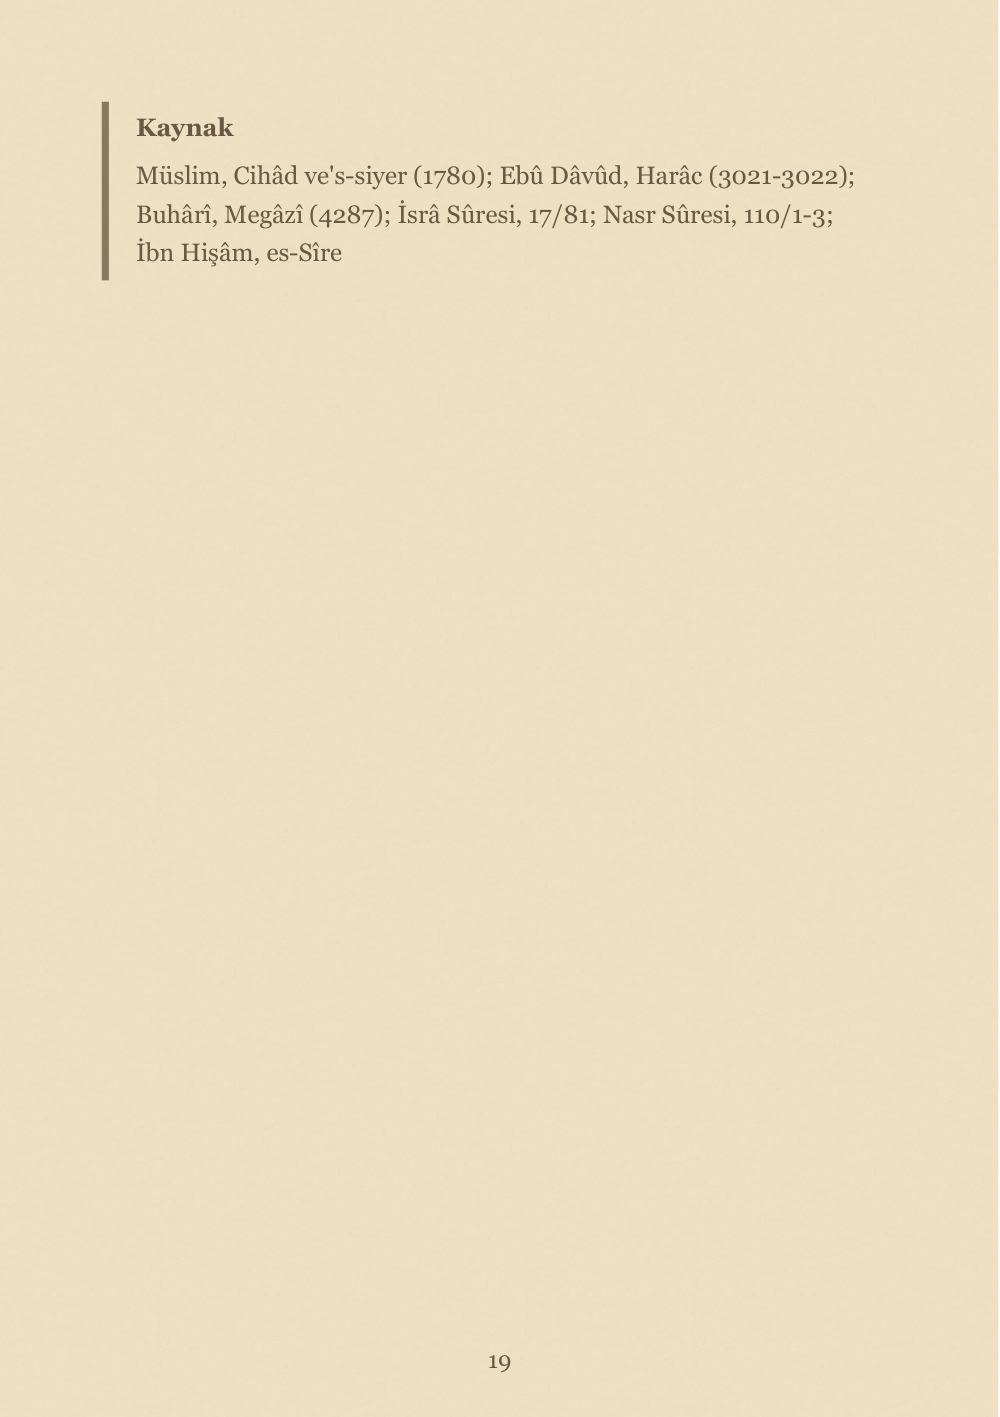 Kaynak
Müslim, Cihâd ve's-siyer (1780); Ebû Dâvûd, Harâc (3021-3022);
Buhârî, Megâzî (4287); İsrâ Sûresi, 17/81; Nasr Sûresi, 110/1-3;
İbn Hişâm, es-Sîre
19